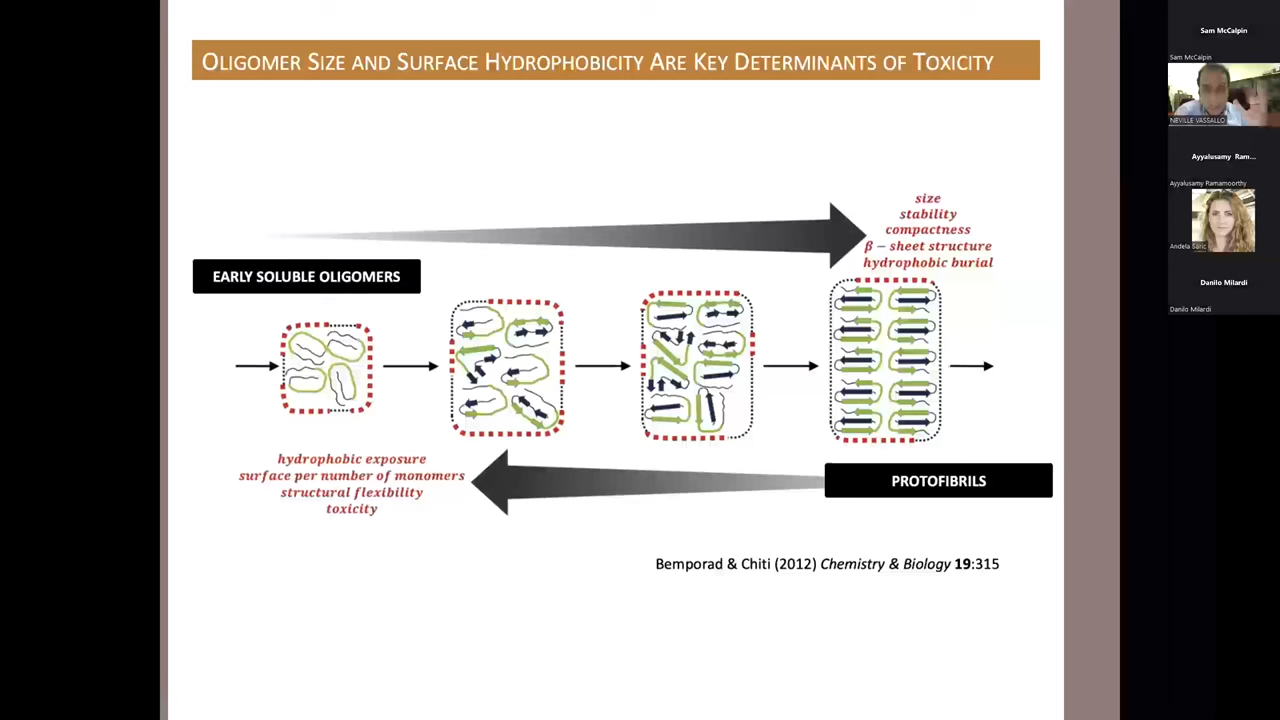 OLIGOMER SIZE AND SURFACE HYDROPHOBICITY ARE KEY DETERMINANTS OF TOXICITY
size
stability
compactness
β – sheet structure
hydrophobic burial
EARLY SOLUBLE OLIGOMERS
hydrophobic exposure
surface per number of monomers
structural flexibility
toxicity
PROTOFIBRILS
Bemporad & Chiti (2012) Chemistry & Biology 19:315
Sam McCalpin
Sam McCalpin
NEVILLE VASSALLO
Ayyalusamy Ram...
Ayyalusamy Ramamoorthy
Andela Saric
Danilo Milardi
Danilo Milardi